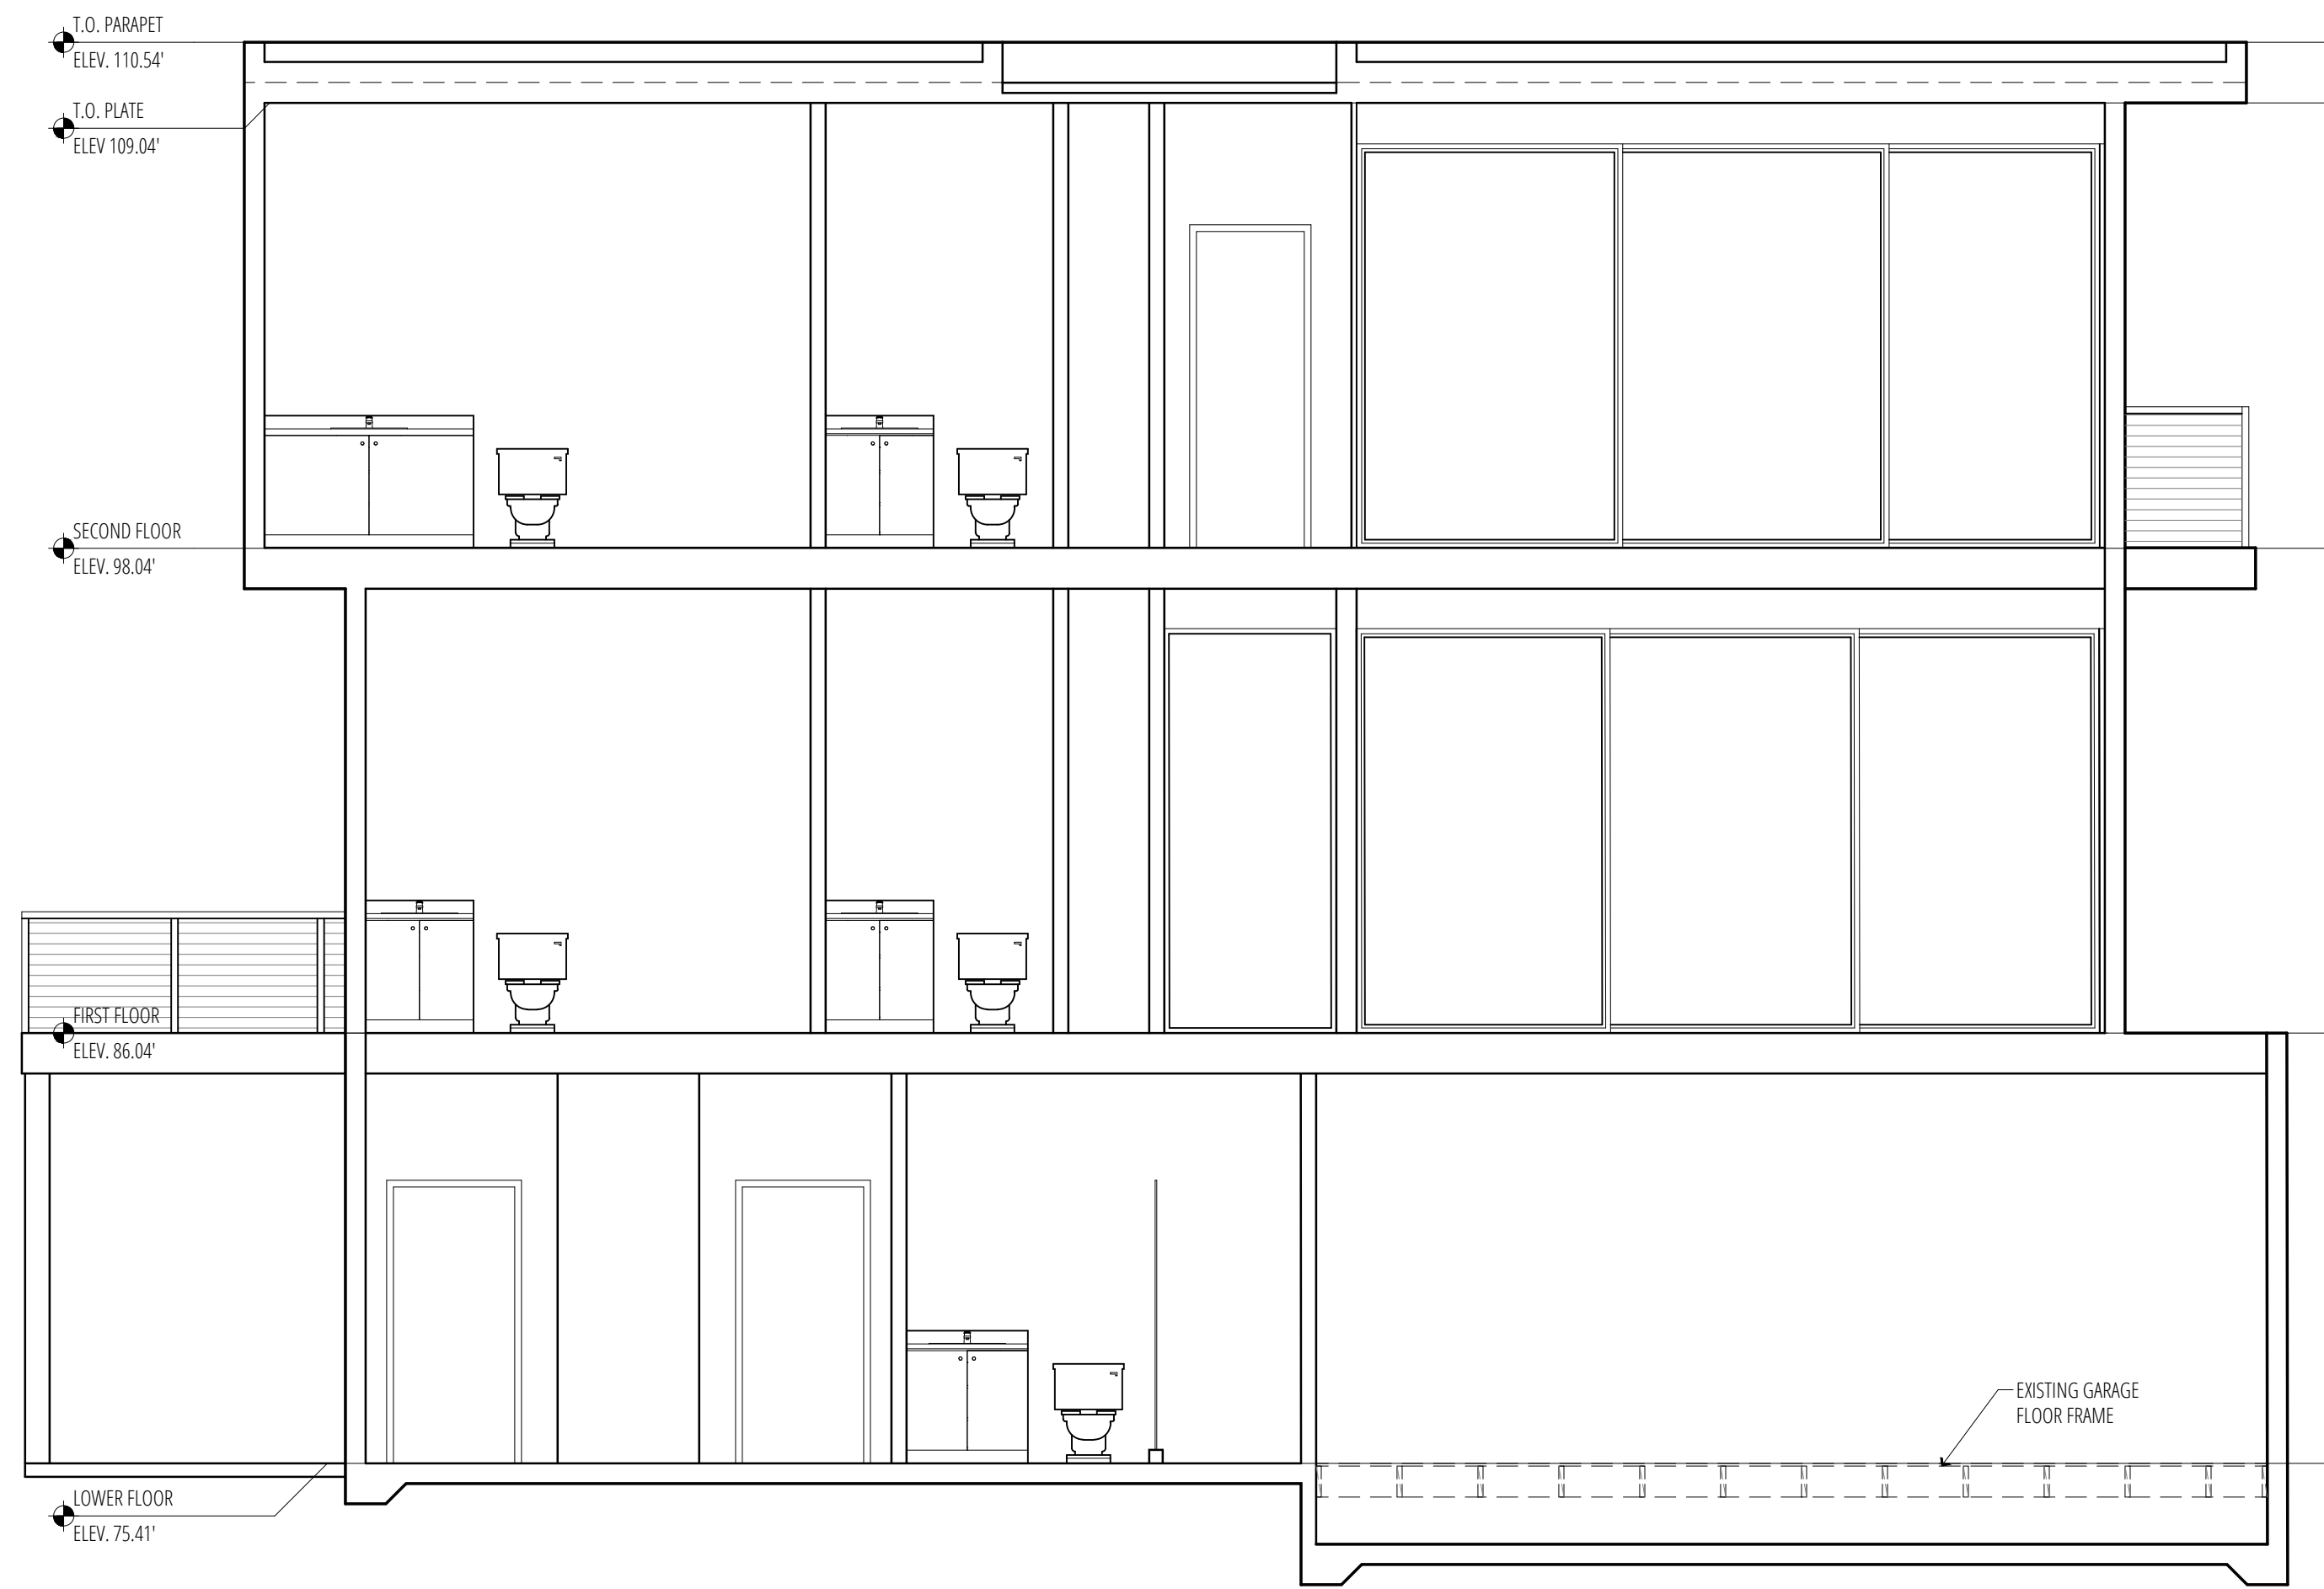 T.O. PARAPET
ELEV. 110.54'
T.O. PLATE
ELEV 109.04'
SECOND FLOOR
ELEV. 98.04'
FIRST FLOOR
ELEV. 86.04'
EXISTING GARAGE
FLOOR FRAME
LOWER FLOOR
ELEV. 75.41'